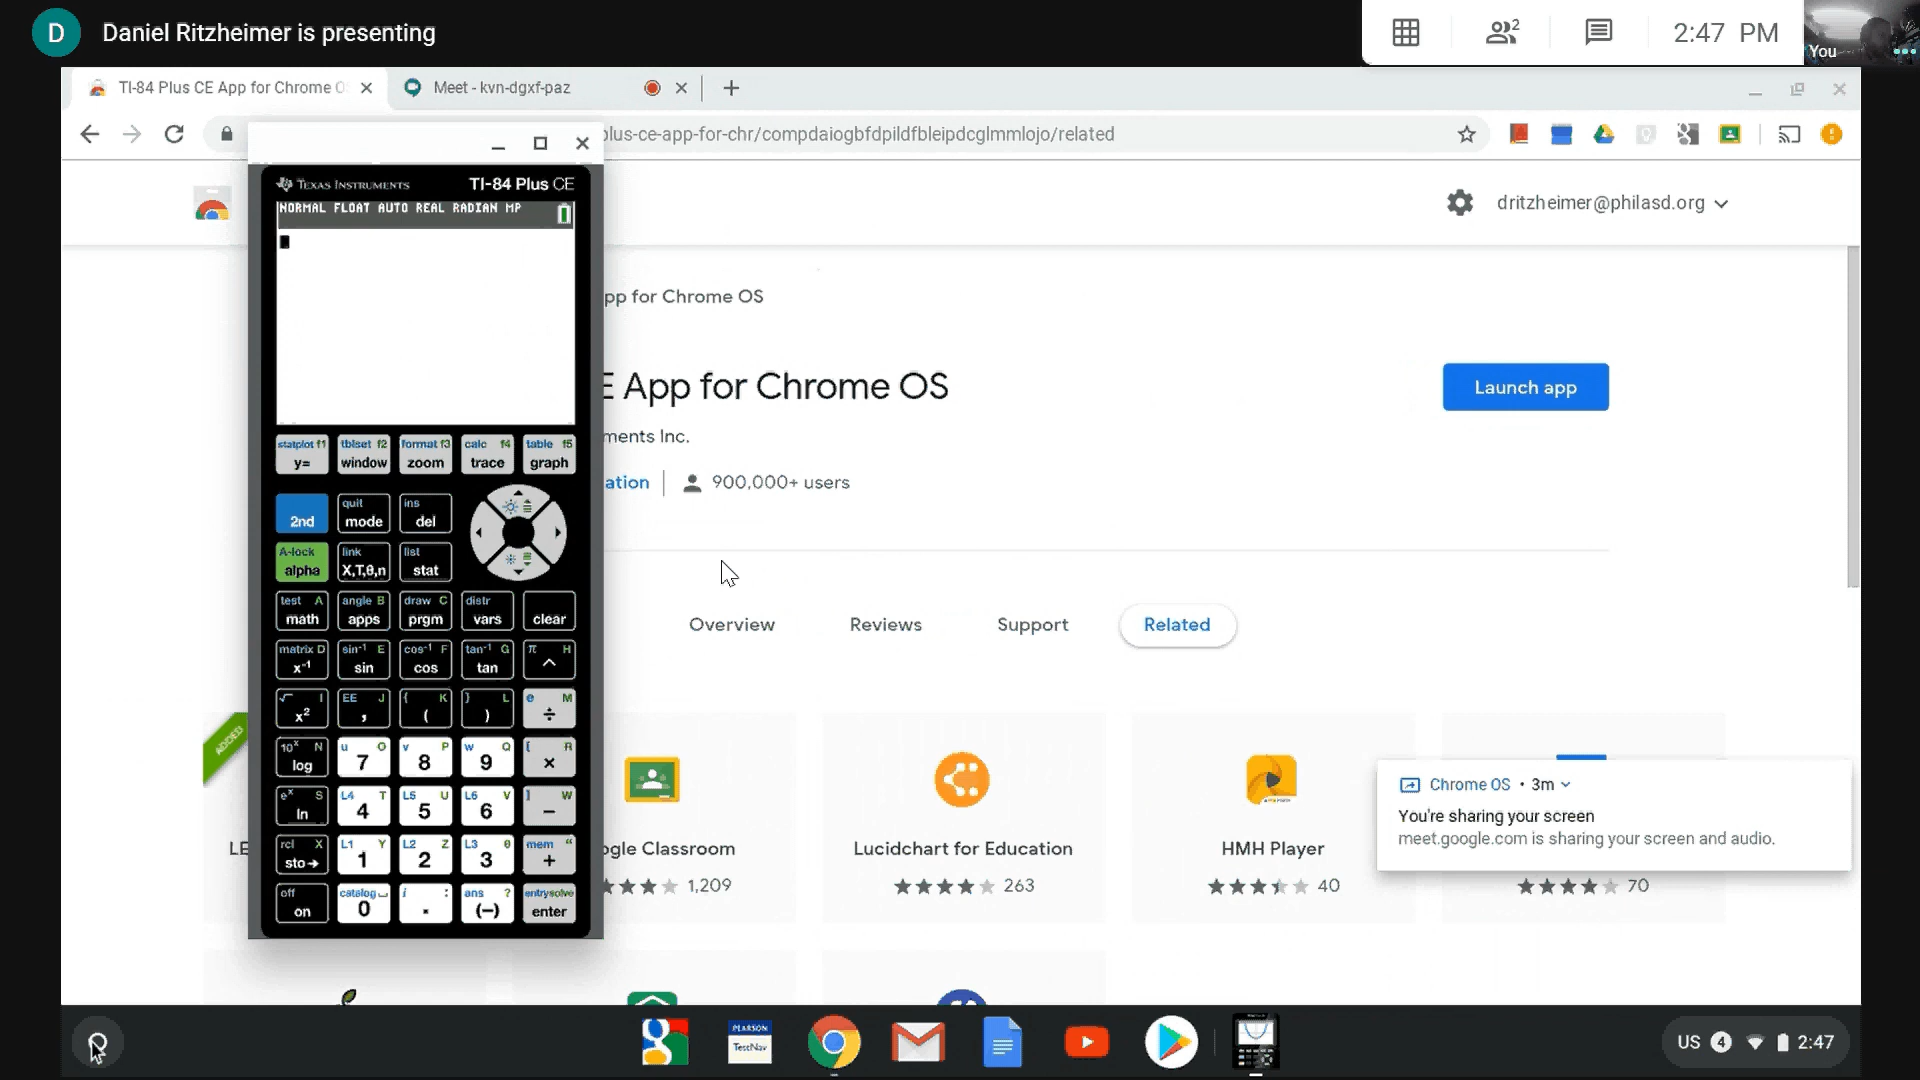 D Daniel Ritzheimer is presenting
2
2:47 PM
You
TI-84 Plus CE App for Chrome O
Meet - kvn-dgxf-paz
plus-ce-app-for-chr/compdaiogbfdpildfbleipdcglmmlojo/related
dritzheimer@philasd.org
TEXAS INSTRUMENTS TI-84 Plus CE
NORMAL FLOAT AUTO REAL RADIAN MP
pp for Chrome OS
E App for Chrome OS
Launch app
ments Inc.
ation
900,000+ users
statplot f1 tblset f2 format f3 calc f4 table f5
y= window zoom trace graph
quit ins
2nd mode del
A-lock link list
alpha X,T,θ,n stat
test A angle B draw C distr
math apps prgm vars clear
matrix D sin⁻¹ E cos⁻¹ F tan⁻¹ G π H
x⁻¹ sin cos tan ^
√ I EE J { K } L e M
x² , ( ) ÷
10ˣ N u O v P w Q [ R
log 7 8 9 ×
eˣ S L4 T L5 U L6 V ] W
ln 4 5 6 −
rcl X L1 Y L2 Z L3 θ mem "
sto→ 1 2 3 +
off catalog i : ans ? entry solve
on 0 . (−) enter
Overview
Reviews
Support
Related
ADDED
LE
ogle Classroom
1,209
Lucidchart for Education
263
HMH Player
40
70
Chrome OS • 3m
You're sharing your screen
meet.google.com is sharing your screen and audio.
PEARSON
TestNav
US 4 2:47